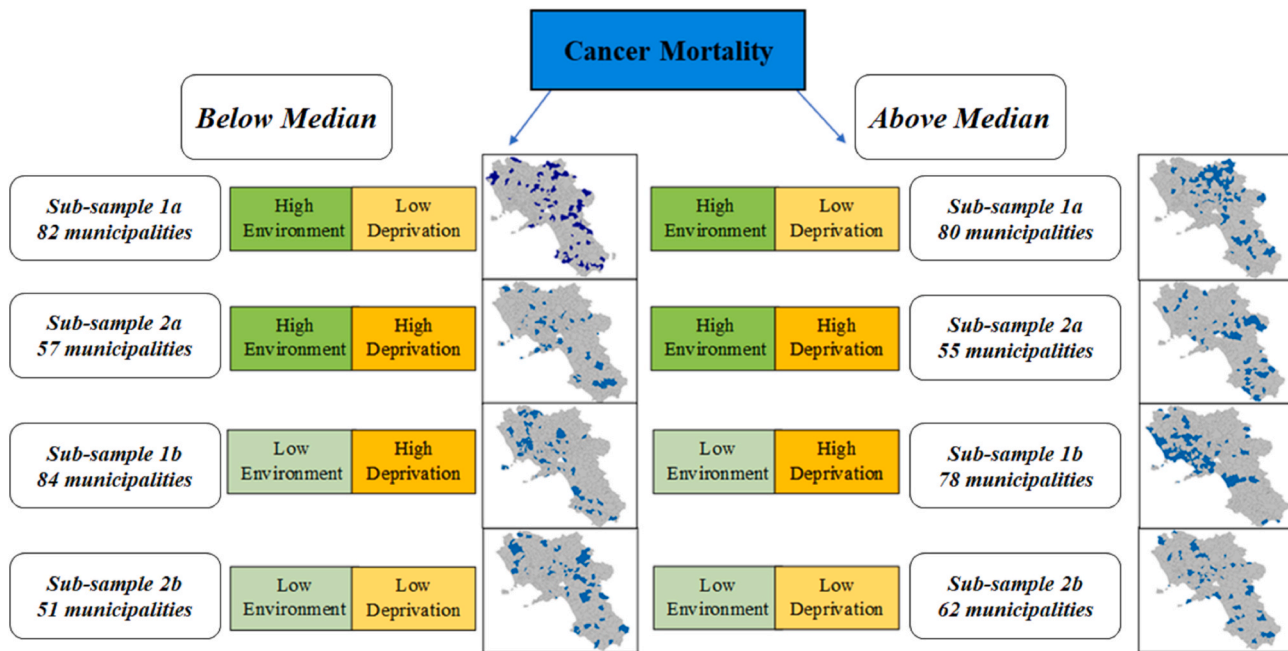 Cancer Mortality
Below Median
Above Median
Sub-sample 1a
82 municipalities
High
Environment
Low
Deprivation
High
Environment
Low
Deprivation
Sub-sample 1a
80 municipalities
Sub-sample 2a
57 municipalities
High
Environment
High
Deprivation
High
Environment
High
Deprivation
Sub-sample 2a
55 municipalities
Sub-sample 1b
84 municipalities
Low
Environment
High
Deprivation
Low
Environment
High
Deprivation
Sub-sample 1b
78 municipalities
Sub-sample 2b
51 municipalities
Low
Environment
Low
Deprivation
Low
Environment
Low
Deprivation
Sub-sample 2b
62 municipalities